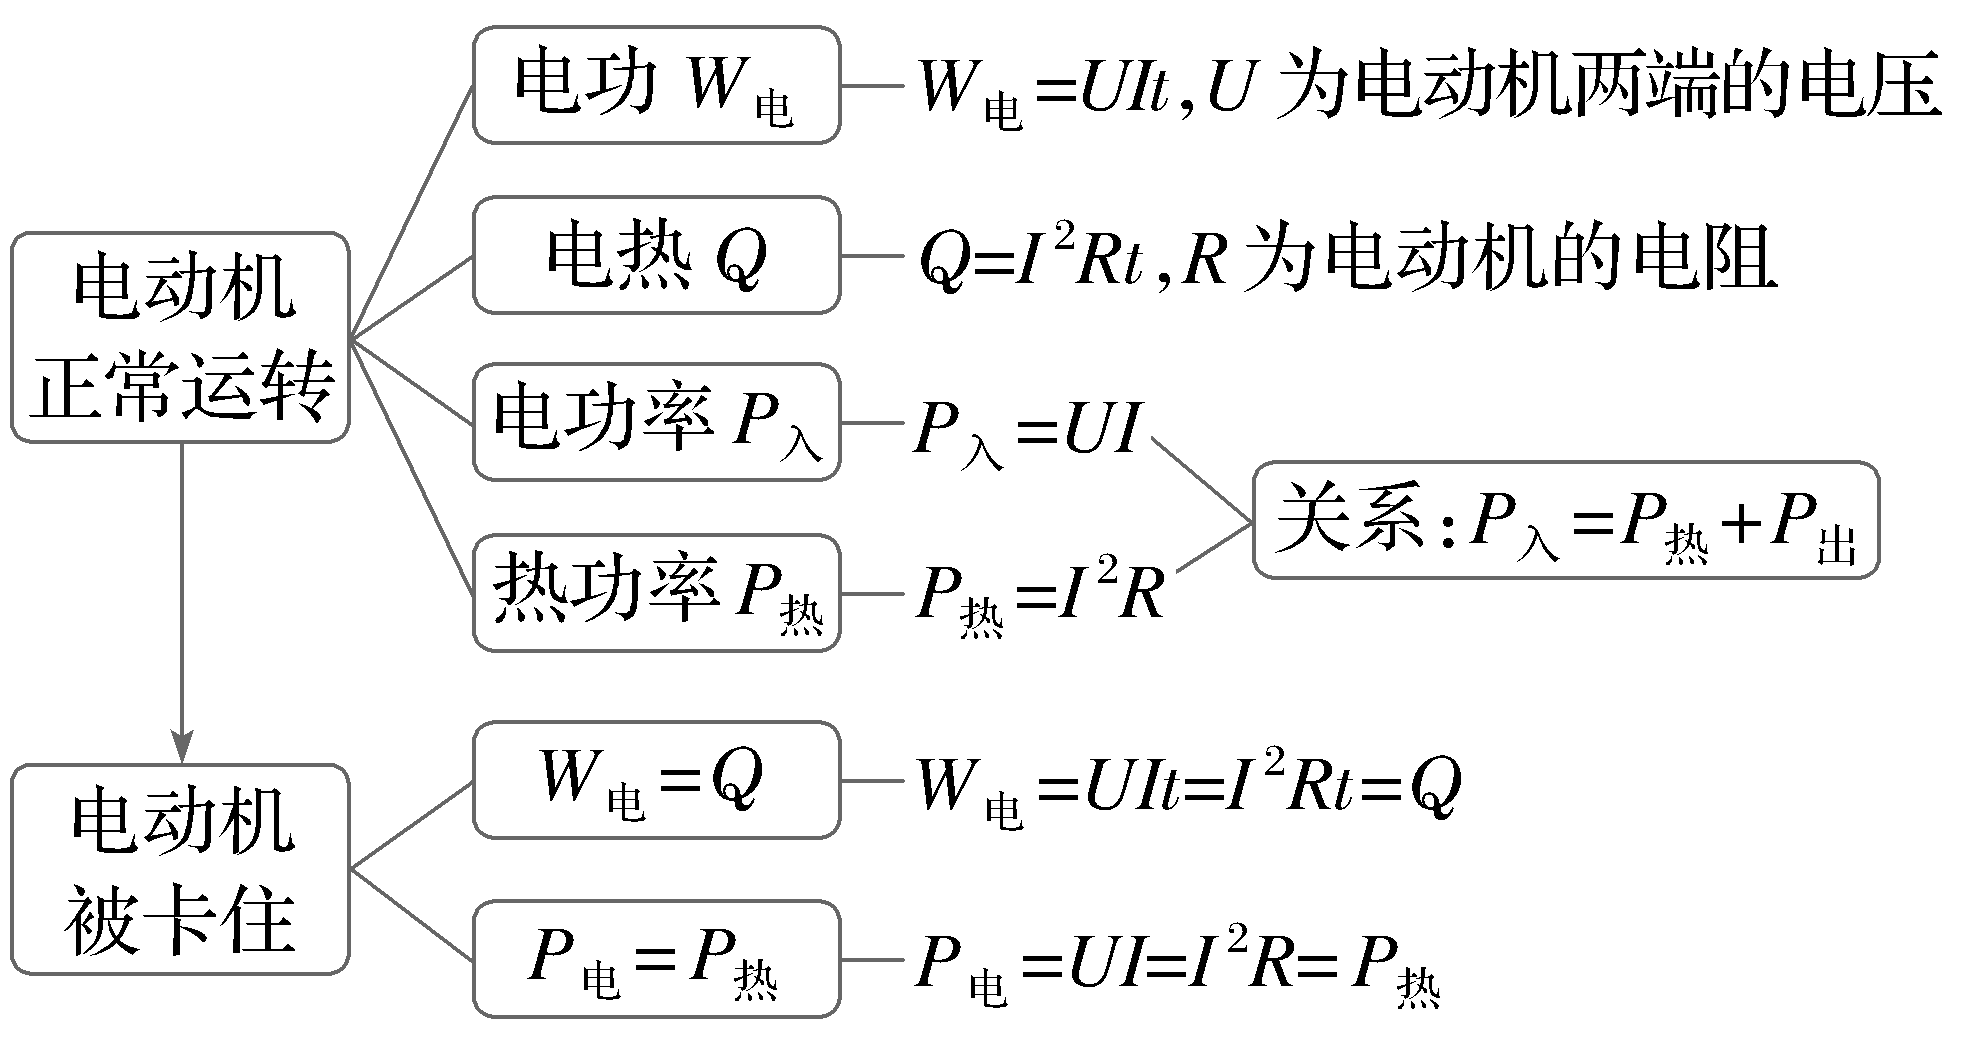 电功 W电
W电=UIt,U 为电动机两端的电压
电热 Q
Q=I²Rt,R 为电动机的电阻
电动机
正常运转
电功率 P入
P入=UI
关系:P入=P热+P出
热功率 P热
P热=I²R
电动机
被卡住
W电=Q
W电=UIt=I²Rt=Q
P电=P热
P电=UI=I²R=P热